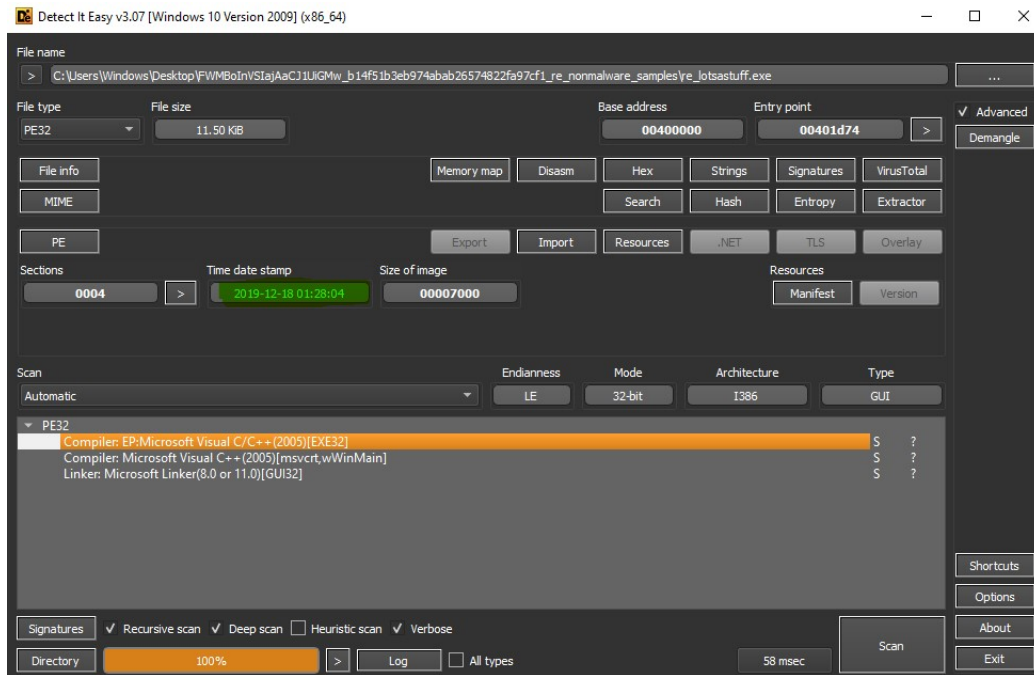 Detect It Easy v3.07 [Windows 10 Version 2009] (x86_64)
File name
> C:\Users\Windows\Desktop\FWMBoInVSIajAaCJ1UiGMw_b14f51b3eb974abab26574822fa97cf1_re_nonmalware_samples\re_lotsastuff.exe ...
File type File size Base address Entry point Advanced
PE32 11.50 KiB 00400000 00401d74 > Demangle
File info Memory map Disasm Hex Strings Signatures VirusTotal
MIME Search Hash Entropy Extractor
PE Export Import Resources .NET TLS Overlay
Sections Time date stamp Size of image Resources
0004 > 2019-12-18 01:28:04 00007000 Manifest Version
Scan Endianness Mode Architecture Type
Automatic LE 32-bit I386 GUI
PE32
Compiler: EP:Microsoft Visual C/C++(2005)[EXE32] S ?
Compiler: Microsoft Visual C++(2005)[msvcrt,wWinMain] S ?
Linker: Microsoft Linker(8.0 or 11.0)[GUI32] S ?
Shortcuts
Options
Signatures Recursive scan Deep scan Heuristic scan Verbose Scan About
Directory 100% > Log All types 58 msec Exit